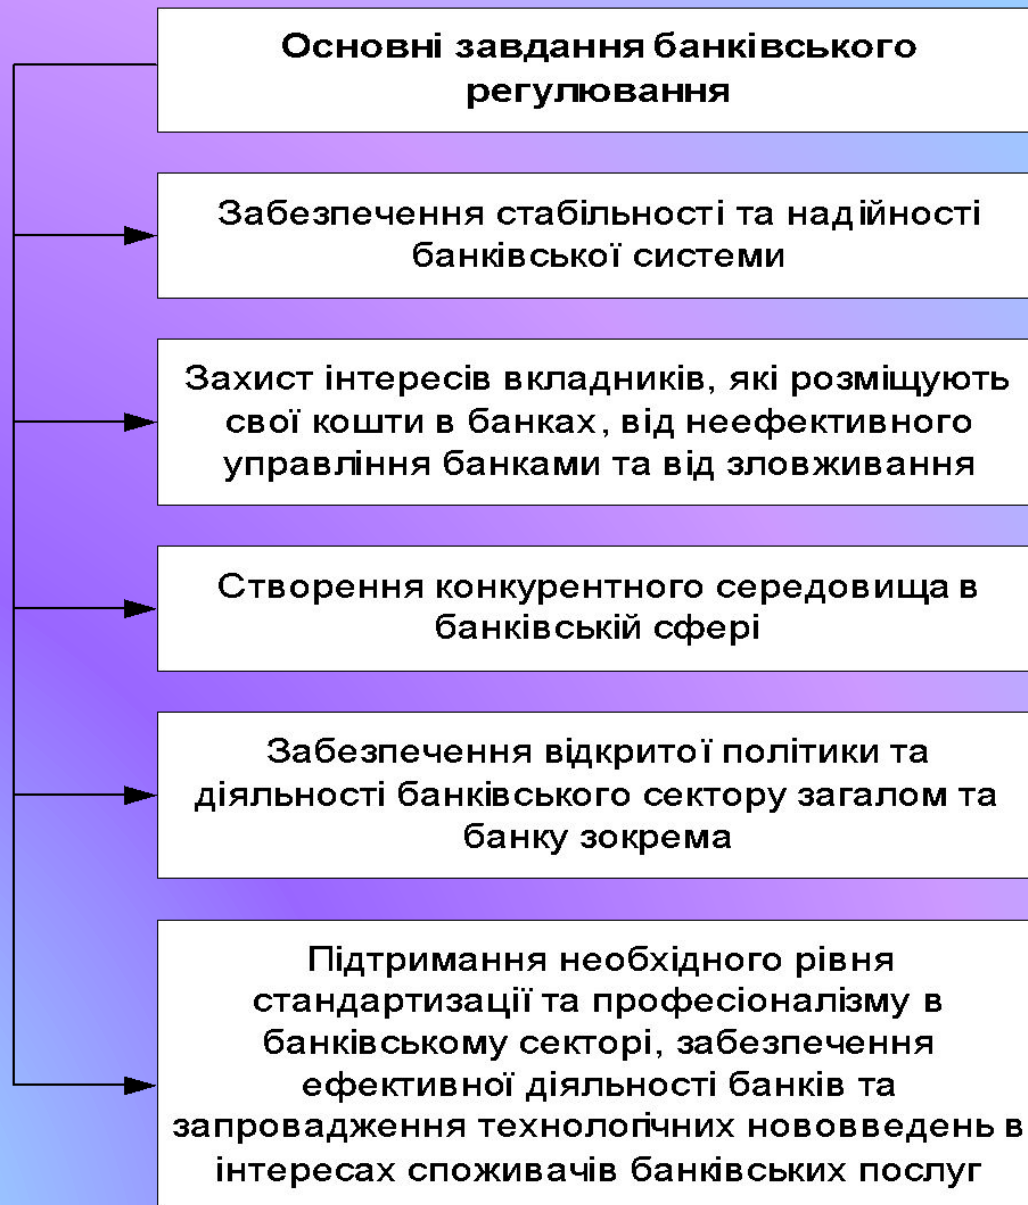 Основні завдання банківського
регулювання
Забезпечення стабільності та надійності
банківської системи
Захист інтересів вкладників, які розміщують
свої кошти в банках, від неефективного
управління банками та від зловживання
Створення конкурентного середовища в
банківській сфері
Забезпечення відкритої політики та
діяльності банківського сектору загалом та
банку зокрема
Підтримання необхідного рівня
стандартизації та професіоналізму в
банківському секторі, забезпечення
ефективної діяльності банків та
запровадження технологічних нововведень в
інтересах споживачів банківських послуг